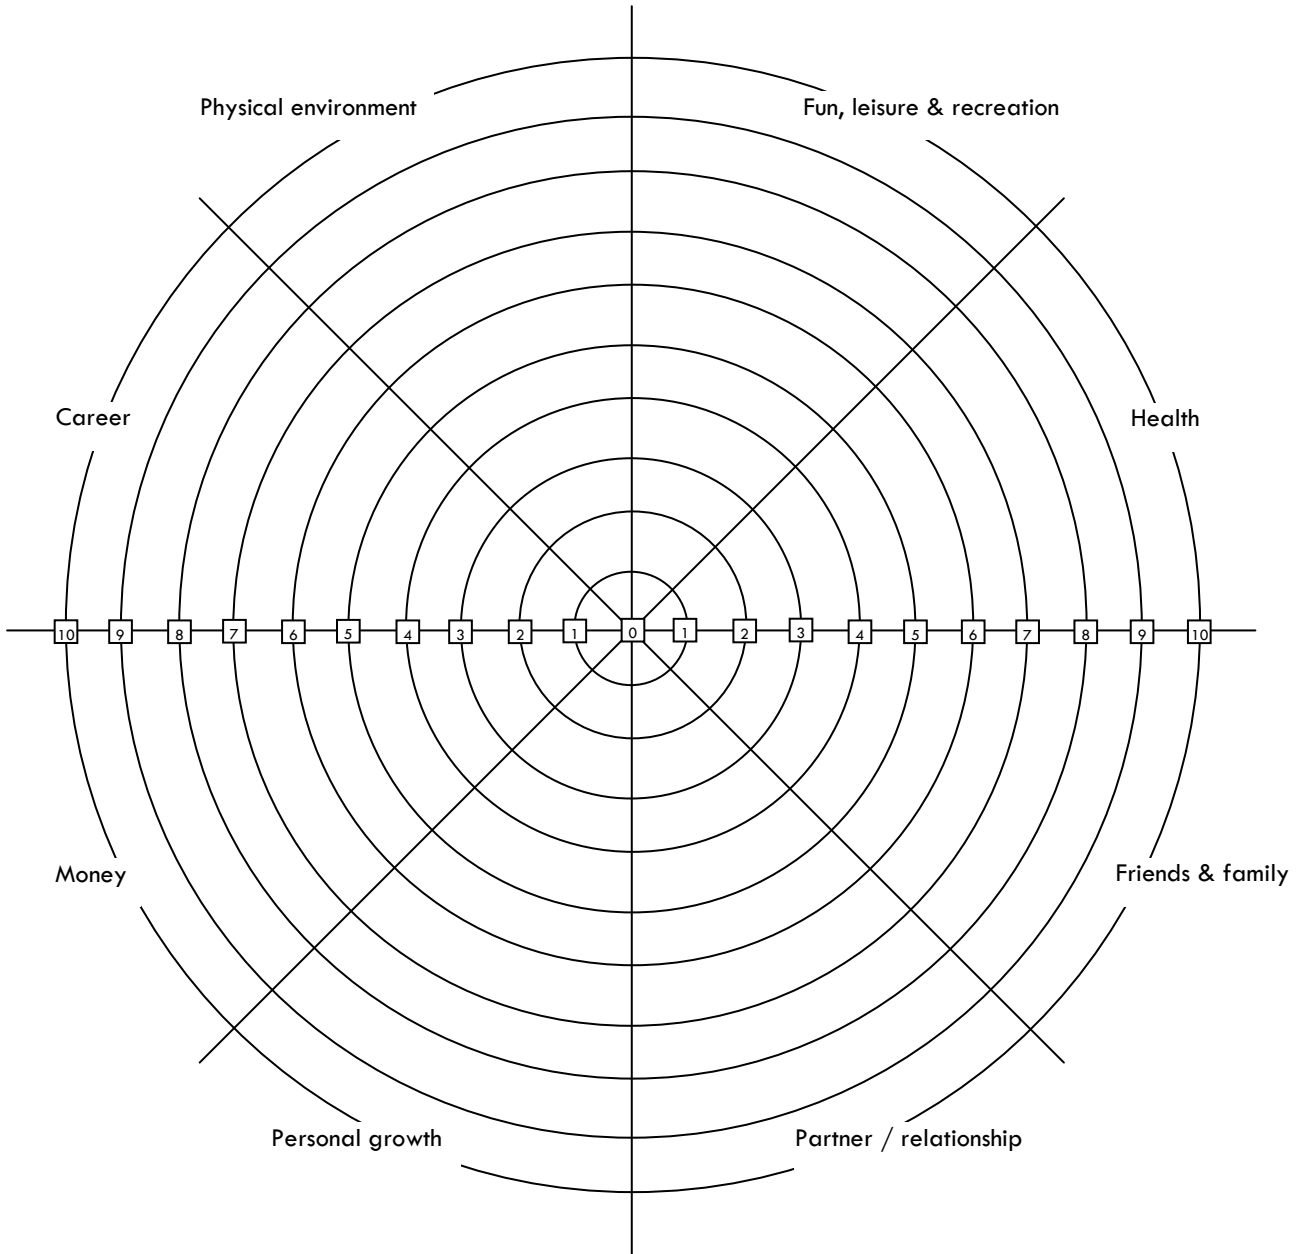 Physical environment
Fun, leisure & recreation
Career
Health
10 9 8 7 6 5 4 3 2 1 0 1 2 3 4 5 6 7 8 9 10
Money
Friends & family
Personal growth
Partner / relationship